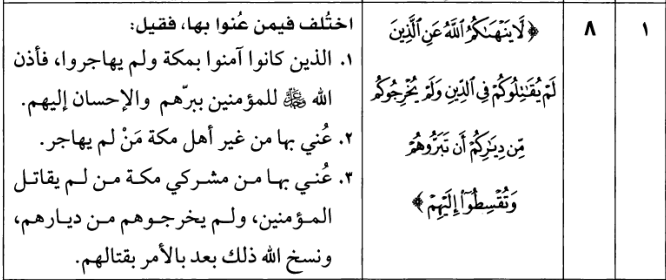 ١
٨
﴿ لَّا يَنْهَىٰكُمُ ٱللَّهُ عَنِ ٱلَّذِينَ
لَمْ يُقَٰتِلُوكُمْ فِى ٱلدِّينِ وَلَمْ يُخْرِجُوكُم
مِّن دِيَٰرِكُمْ أَن تَبَرُّوهُمْ
وَتُقْسِطُوٓا۟ إِلَيْهِمْ ﴾
اختُلف فيمن عُنوا بها، فقيل:
١. الذين كانوا آمنوا بمكة ولم يهاجروا، فأذن
الله ﷻ للمؤمنين ببرّهم والإحسان إليهم.
٢. عُني بها من غير أهل مكة مَنْ لم يهاجر.
٣. عُني بها من مشركي مكة من لم يقاتل
المؤمنين، ولم يخرجوهم من ديارهم،
ونسخ الله ذلك بعد بالأمر بقتالهم.